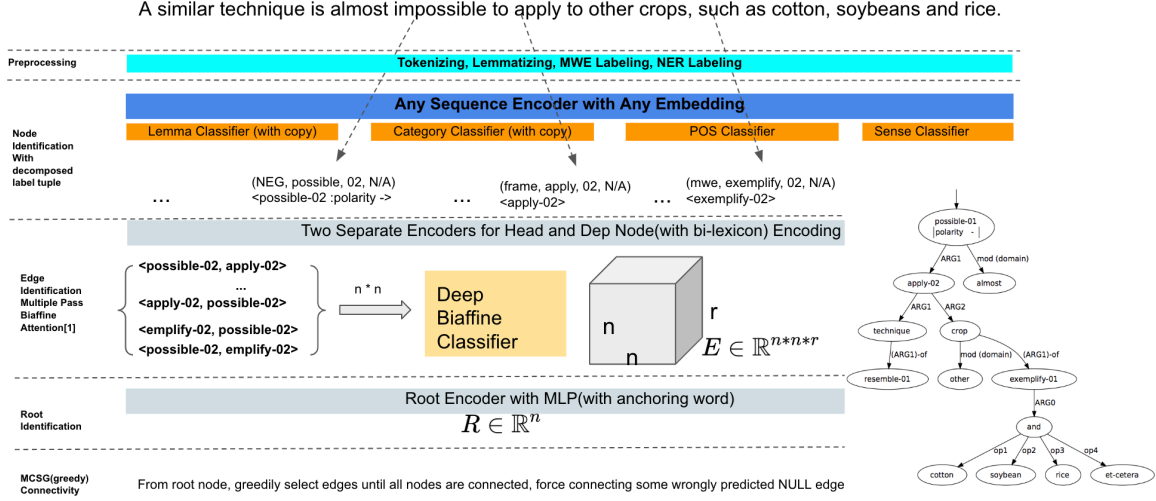 A similar technique is almost impossible to apply to other crops, such as cotton, soybeans and rice.
Preprocessing
Tokenizing, Lemmatizing, MWE Labeling, NER Labeling
Any Sequence Encoder with Any Embedding
Node
Identification
With
decomposed
label tuple
Lemma Classifier (with copy)
Category Classifier (with copy)
POS Classifier
Sense Classifier
...
(NEG, possible, 02, N/A)
<possible-02 :polarity ->
...
(frame, apply, 02, N/A)
<apply-02>
...
(mwe, exemplify, 02, N/A)
<exemplify-02>
Two Separate Encoders for Head and Dep Node(with bi-lexicon) Encoding
Edge
Identification
Multiple Pass
Biaffine
Attention[1]
<possible-02, apply-02>
...
<apply-02, possible-02>
<emplify-02, possible-02>
<possible-02, emplify-02>
n * n
Deep
Biaffine
Classifier
n
n
r
E ∈ ℝ^{n*n*r}
Root
Identification
Root Encoder with MLP(with anchoring word)
R ∈ ℝ^n
MCSG(greedy)
Connectivity
From root node, greedily select edges until all nodes are connected, force connecting some wrongly predicted NULL edge
possible-01
|polarity - |
ARG1
mod (domain)
apply-02
almost
ARG1
ARG2
technique
crop
(ARG1)-of
mod (domain)
(ARG1)-of
resemble-01
other
exemplify-01
ARG0
and
op1
op2
op3
op4
cotton
soybean
rice
et-cetera